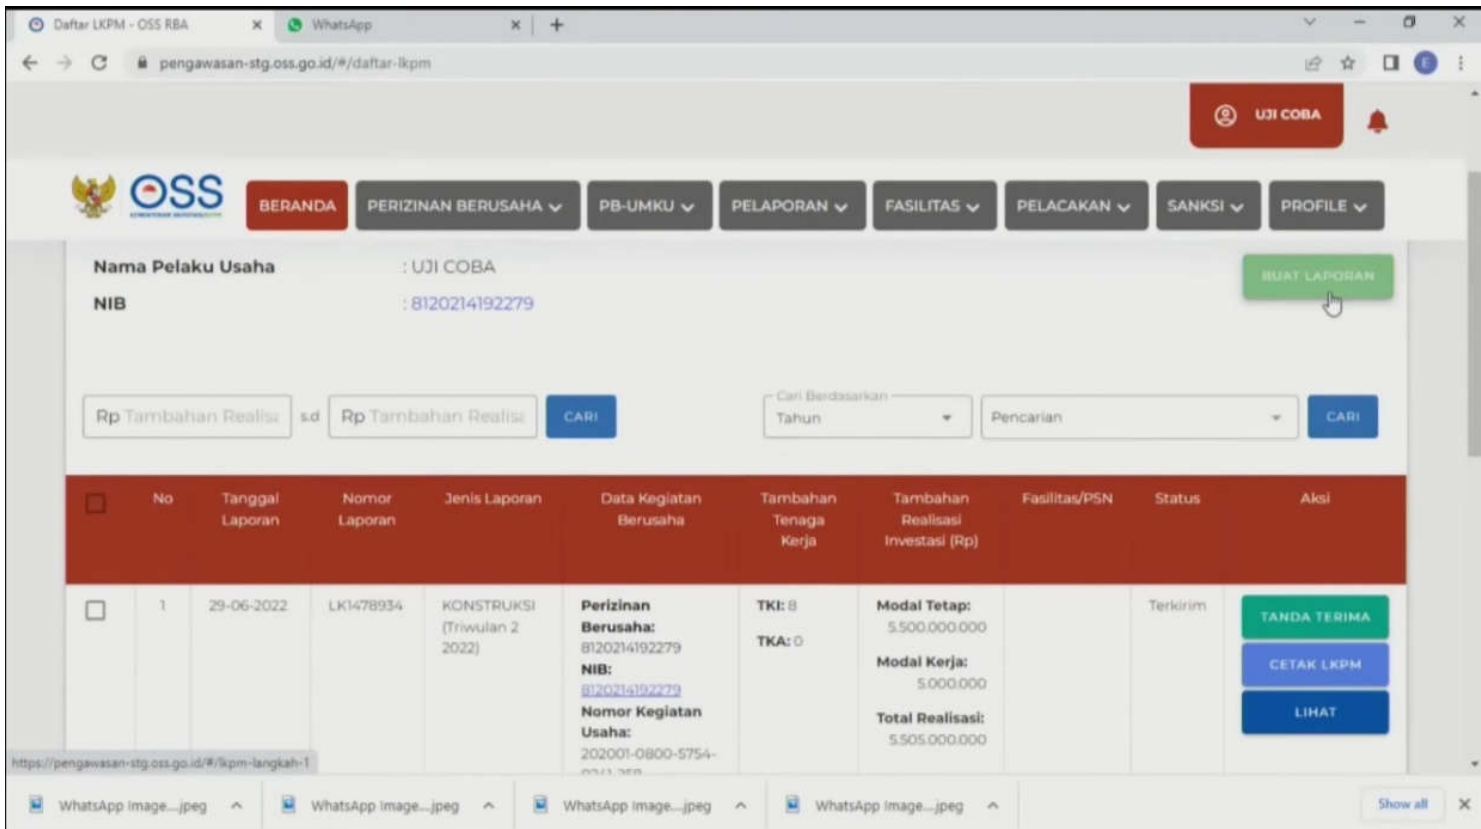 Daftar LKPM - OSS RBA
WhatsApp
pengawasan-stg.oss.go.id/#/daftar-lkpm
E
UJI COBA
OSS
BERANDA
PERIZINAN BERUSAHA
PB-UMKU
PELAPORAN
FASILITAS
PELACAKAN
SANKSI
PROFILE
Nama Pelaku Usaha : UJI COBA
BUAT LAPORAN
NIB : 8120214192279
Rp Tambahan Realisa s.d Rp Tambahan Realisa CARI
Cari Berdasarkan
Tahun
Pencarian
CARI
No
Tanggal
Laporan
Nomor
Laporan
Jenis Laporan
Data Kegiatan
Berusaha
Tambahan
Tenaga
Kerja
Tambahan
Realisasi
Investasi (Rp)
Fasilitas/PSN
Status
Aksi
1
29-06-2022
LK1478934
KONSTRUKSI
(Triwulan 2
2022)
Perizinan
Berusaha:
8120214192279
NIB:
8120214192279
Nomor Kegiatan
Usaha:
202001-0800-5754-
TKI: 8
TKA: 0
Modal Tetap:
5.500.000.000
Modal Kerja:
5.000.000
Total Realisasi:
5.505.000.000
Terkirim
TANDA TERIMA
CETAK LKPM
LIHAT
https://pengawasan-stg.oss.go.id/#/lkpm-langkah-1
WhatsApp Image....jpeg
WhatsApp Image....jpeg
WhatsApp Image....jpeg
WhatsApp Image....jpeg
Show all